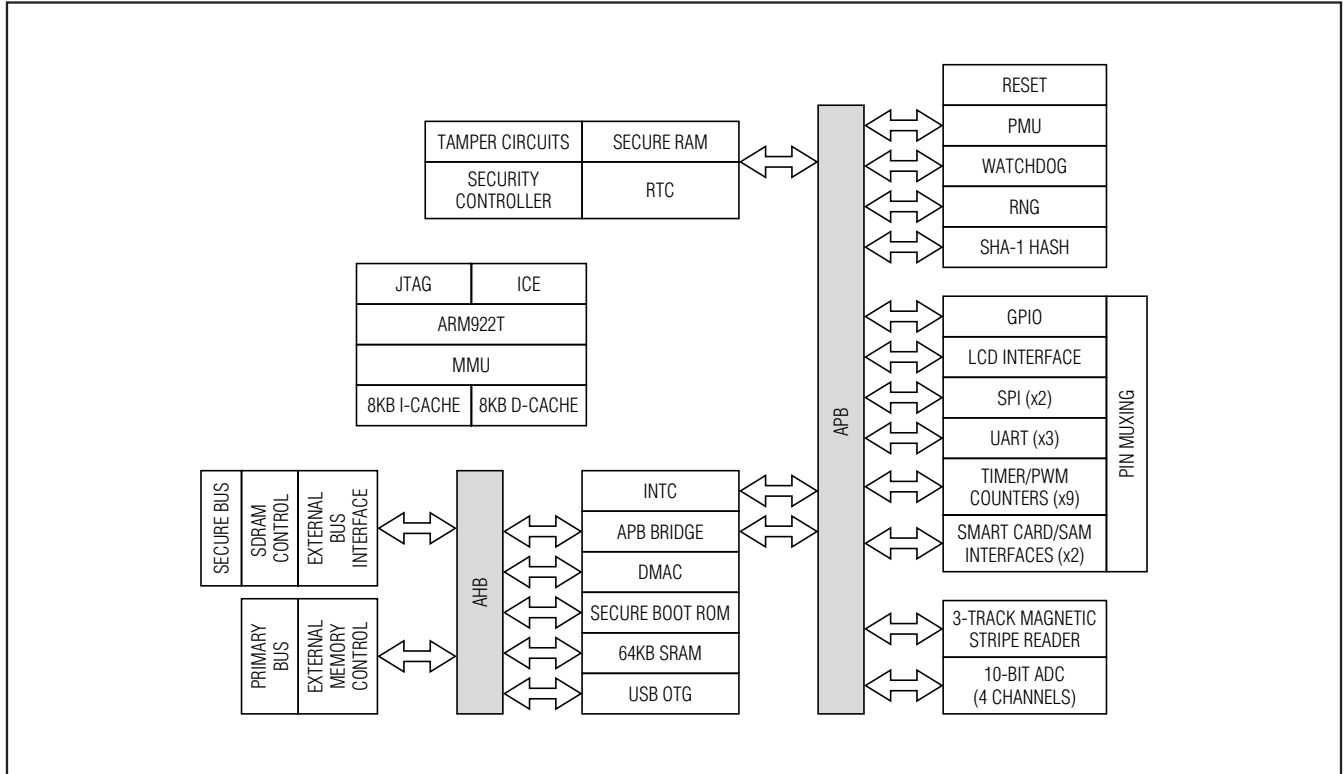 RESET
PMU
WATCHDOG
RNG
SHA-1 HASH
TAMPER CIRCUITS
SECURE RAM
SECURITY
CONTROLLER
RTC
JTAG
ICE
ARM922T
MMU
8KB I-CACHE
8KB D-CACHE
APB
GPIO
LCD INTERFACE
SPI (x2)
UART (x3)
TIMER/PWM
COUNTERS (x9)
SMART CARD/SAM
INTERFACES (x2)
PIN MUXING
SECURE BUS
SDRAM
CONTROL
EXTERNAL
BUS
INTERFACE
PRIMARY
BUS
EXTERNAL
MEMORY
CONTROL
AHB
INTC
APB BRIDGE
DMAC
SECURE BOOT ROM
64KB SRAM
USB OTG
3-TRACK MAGNETIC
STRIPE READER
10-BIT ADC
(4 CHANNELS)